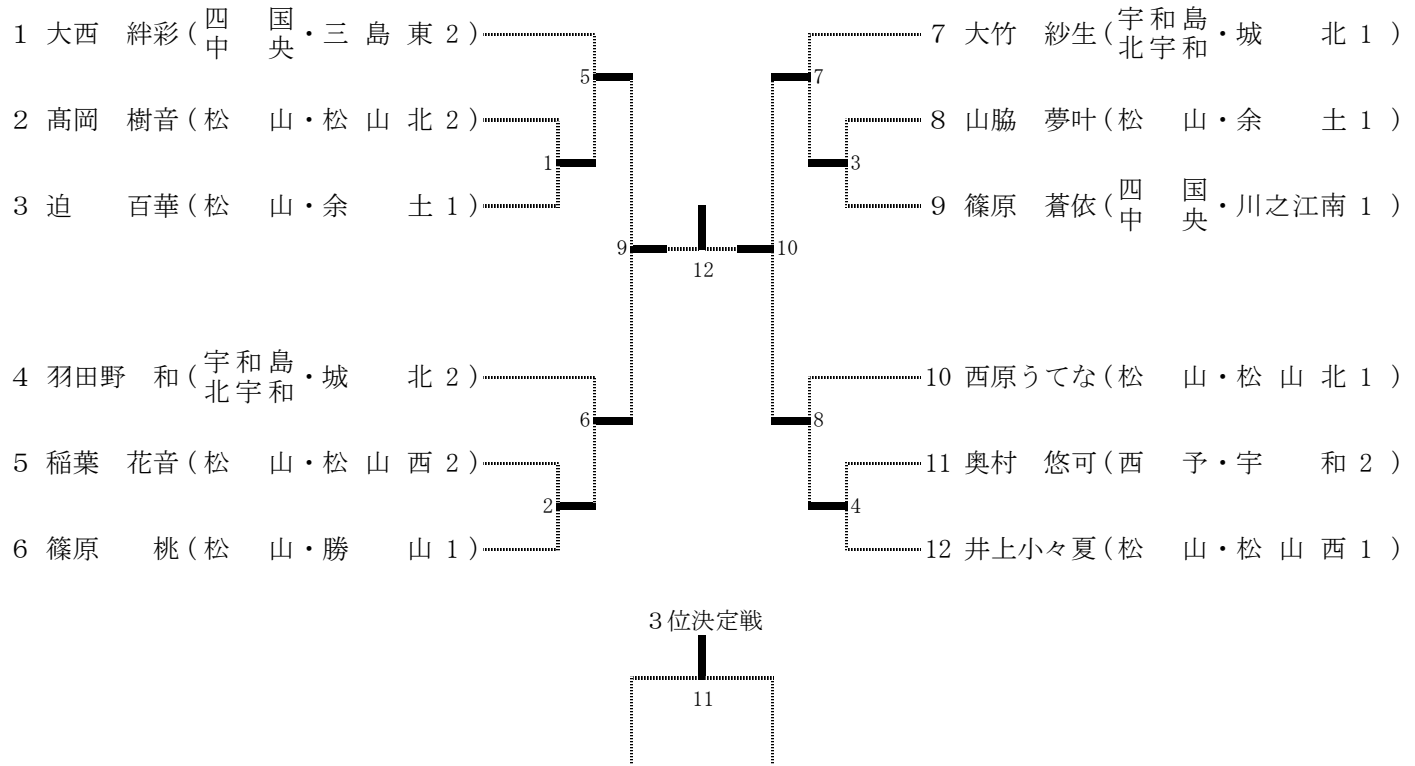 1 大西 絆彩(四国中央・三島東2)
2 髙岡 樹音(松山・松山北2)
3 迫 百華(松山・余土1)
4 羽田野 和(宇和島北宇和・城北2)
5 稲葉 花音(松山・松山西2)
6 篠原 桃(松山・勝山1)
5
1
9
6
2
12
7
3
10
8
4
7 大竹 紗生(宇和島北宇和・城北1)
8 山脇 夢叶(松山・余土1)
9 篠原 蒼依(四国中央・川之江南1)
10 西原うてな(松山・松山北1)
11 奥村 悠可(西予・宇和2)
12 井上小々夏(松山・松山西1)
3位決定戦
11